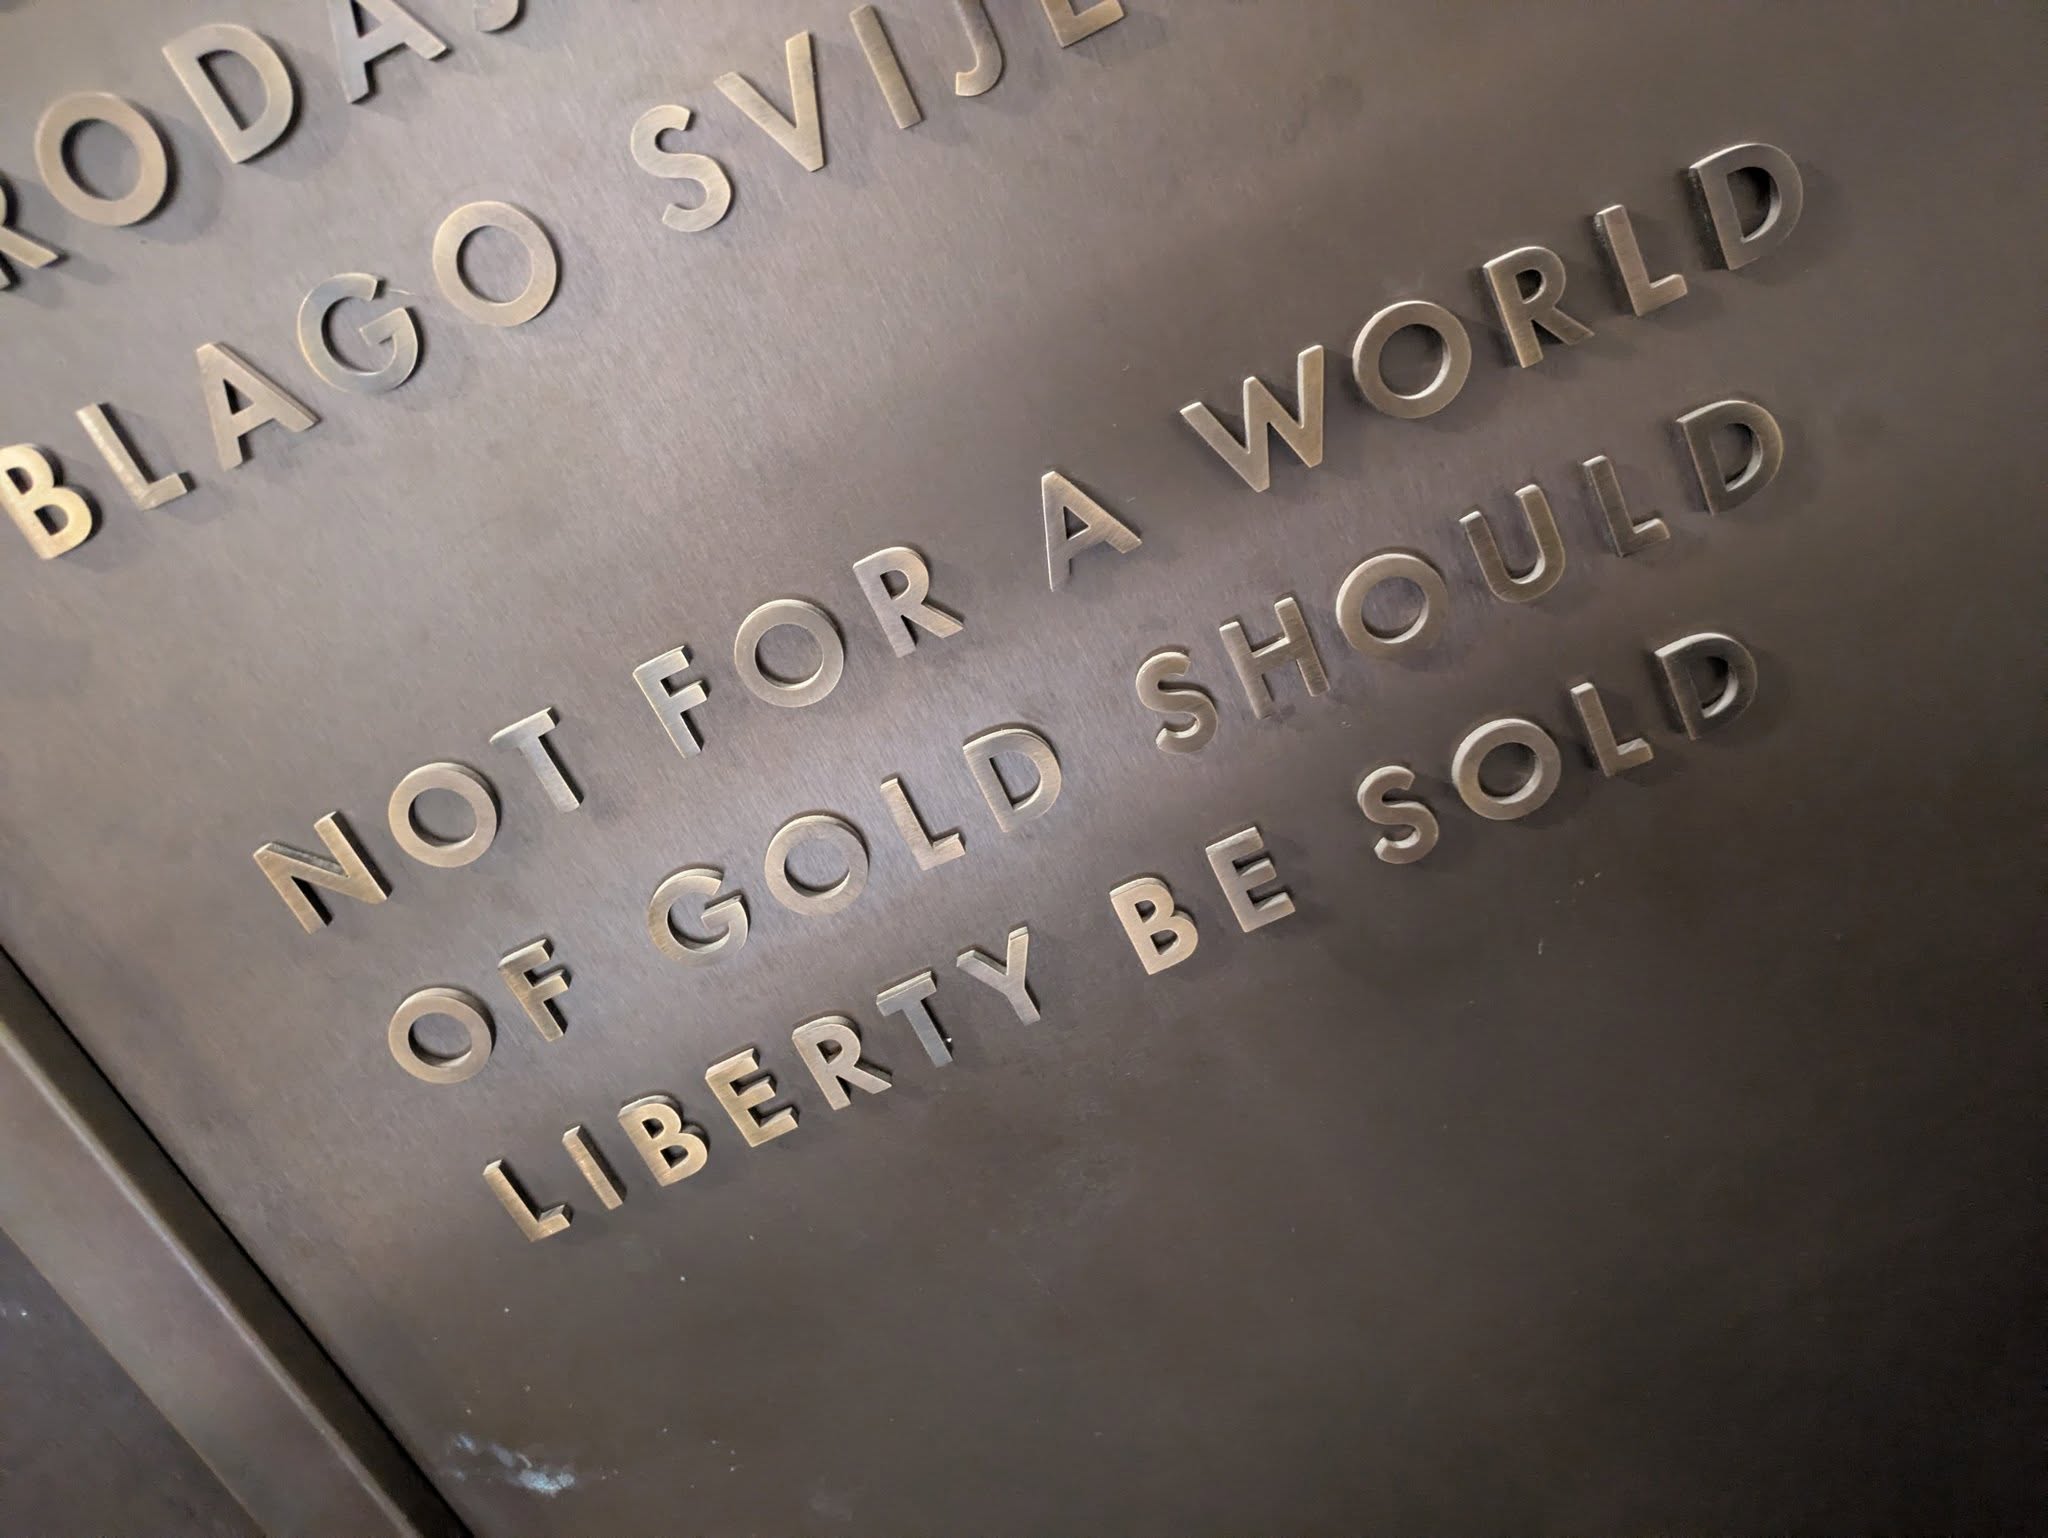 RODAJ
BLAGO SVIJE
NOT FOR A WORLD
OF GOLD SHOULD
LIBERTY BE SOLD